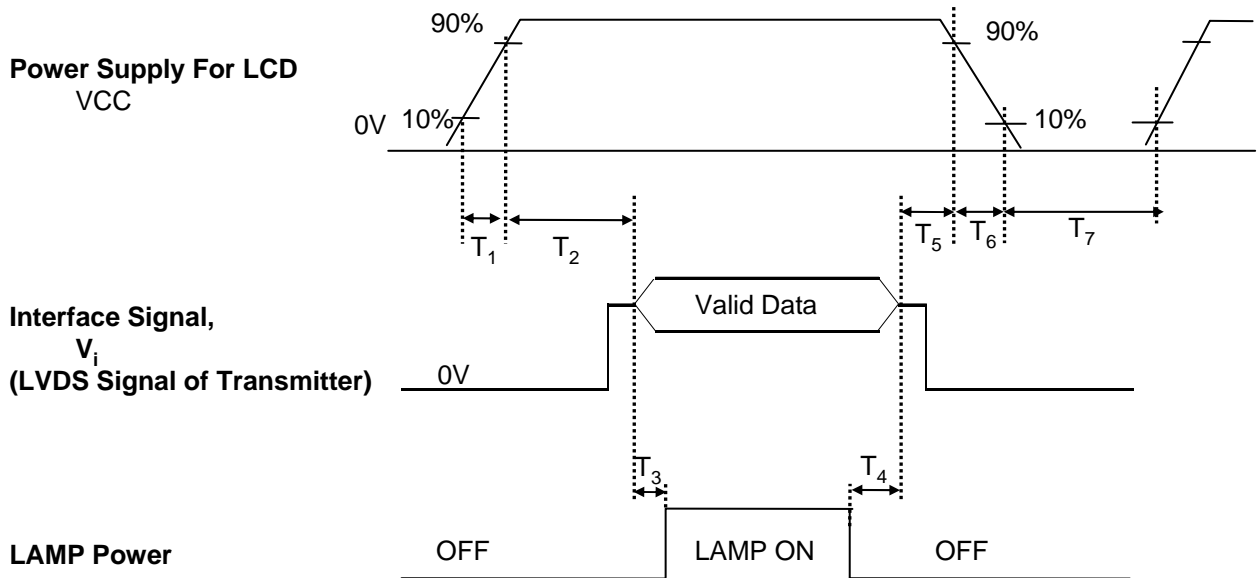 90%
90%
Power Supply For LCD
VCC
0V
10%
10%
T1
T2
T5
T6
T7
Valid Data
Interface Signal,
Vi
(LVDS Signal of Transmitter)
0V
T3
T4
LAMP Power
OFF
LAMP ON
OFF